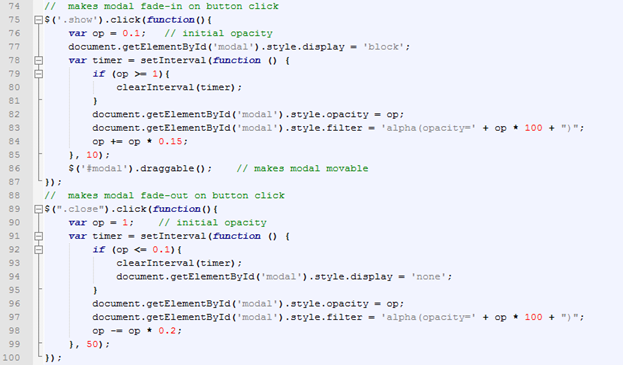 74 // makes modal fade-in on button click
75 $('.show').click(function(){
76 var op = 0.1; // initial opacity
77 document.getElementById('modal').style.display = 'block';
78 var timer = setInterval(function () {
79 if (op >= 1){
80 clearInterval(timer);
81 }
82 document.getElementById('modal').style.opacity = op;
83 document.getElementById('modal').style.filter = 'alpha(opacity=' + op * 100 + ")";
84 op += op * 0.15;
85 }, 10);
86 $('#modal').draggable(); // makes modal movable
87 });
88 // makes modal fade-out on button click
89 $(".close").click(function(){
90 var op = 1; // initial opacity
91 var timer = setInterval(function () {
92 if (op <= 0.1){
93 clearInterval(timer);
94 document.getElementById('modal').style.display = 'none';
95 }
96 document.getElementById('modal').style.opacity = op;
97 document.getElementById('modal').style.filter = 'alpha(opacity=' + op * 100 + ")";
98 op -= op * 0.2;
99 }, 50);
100 });